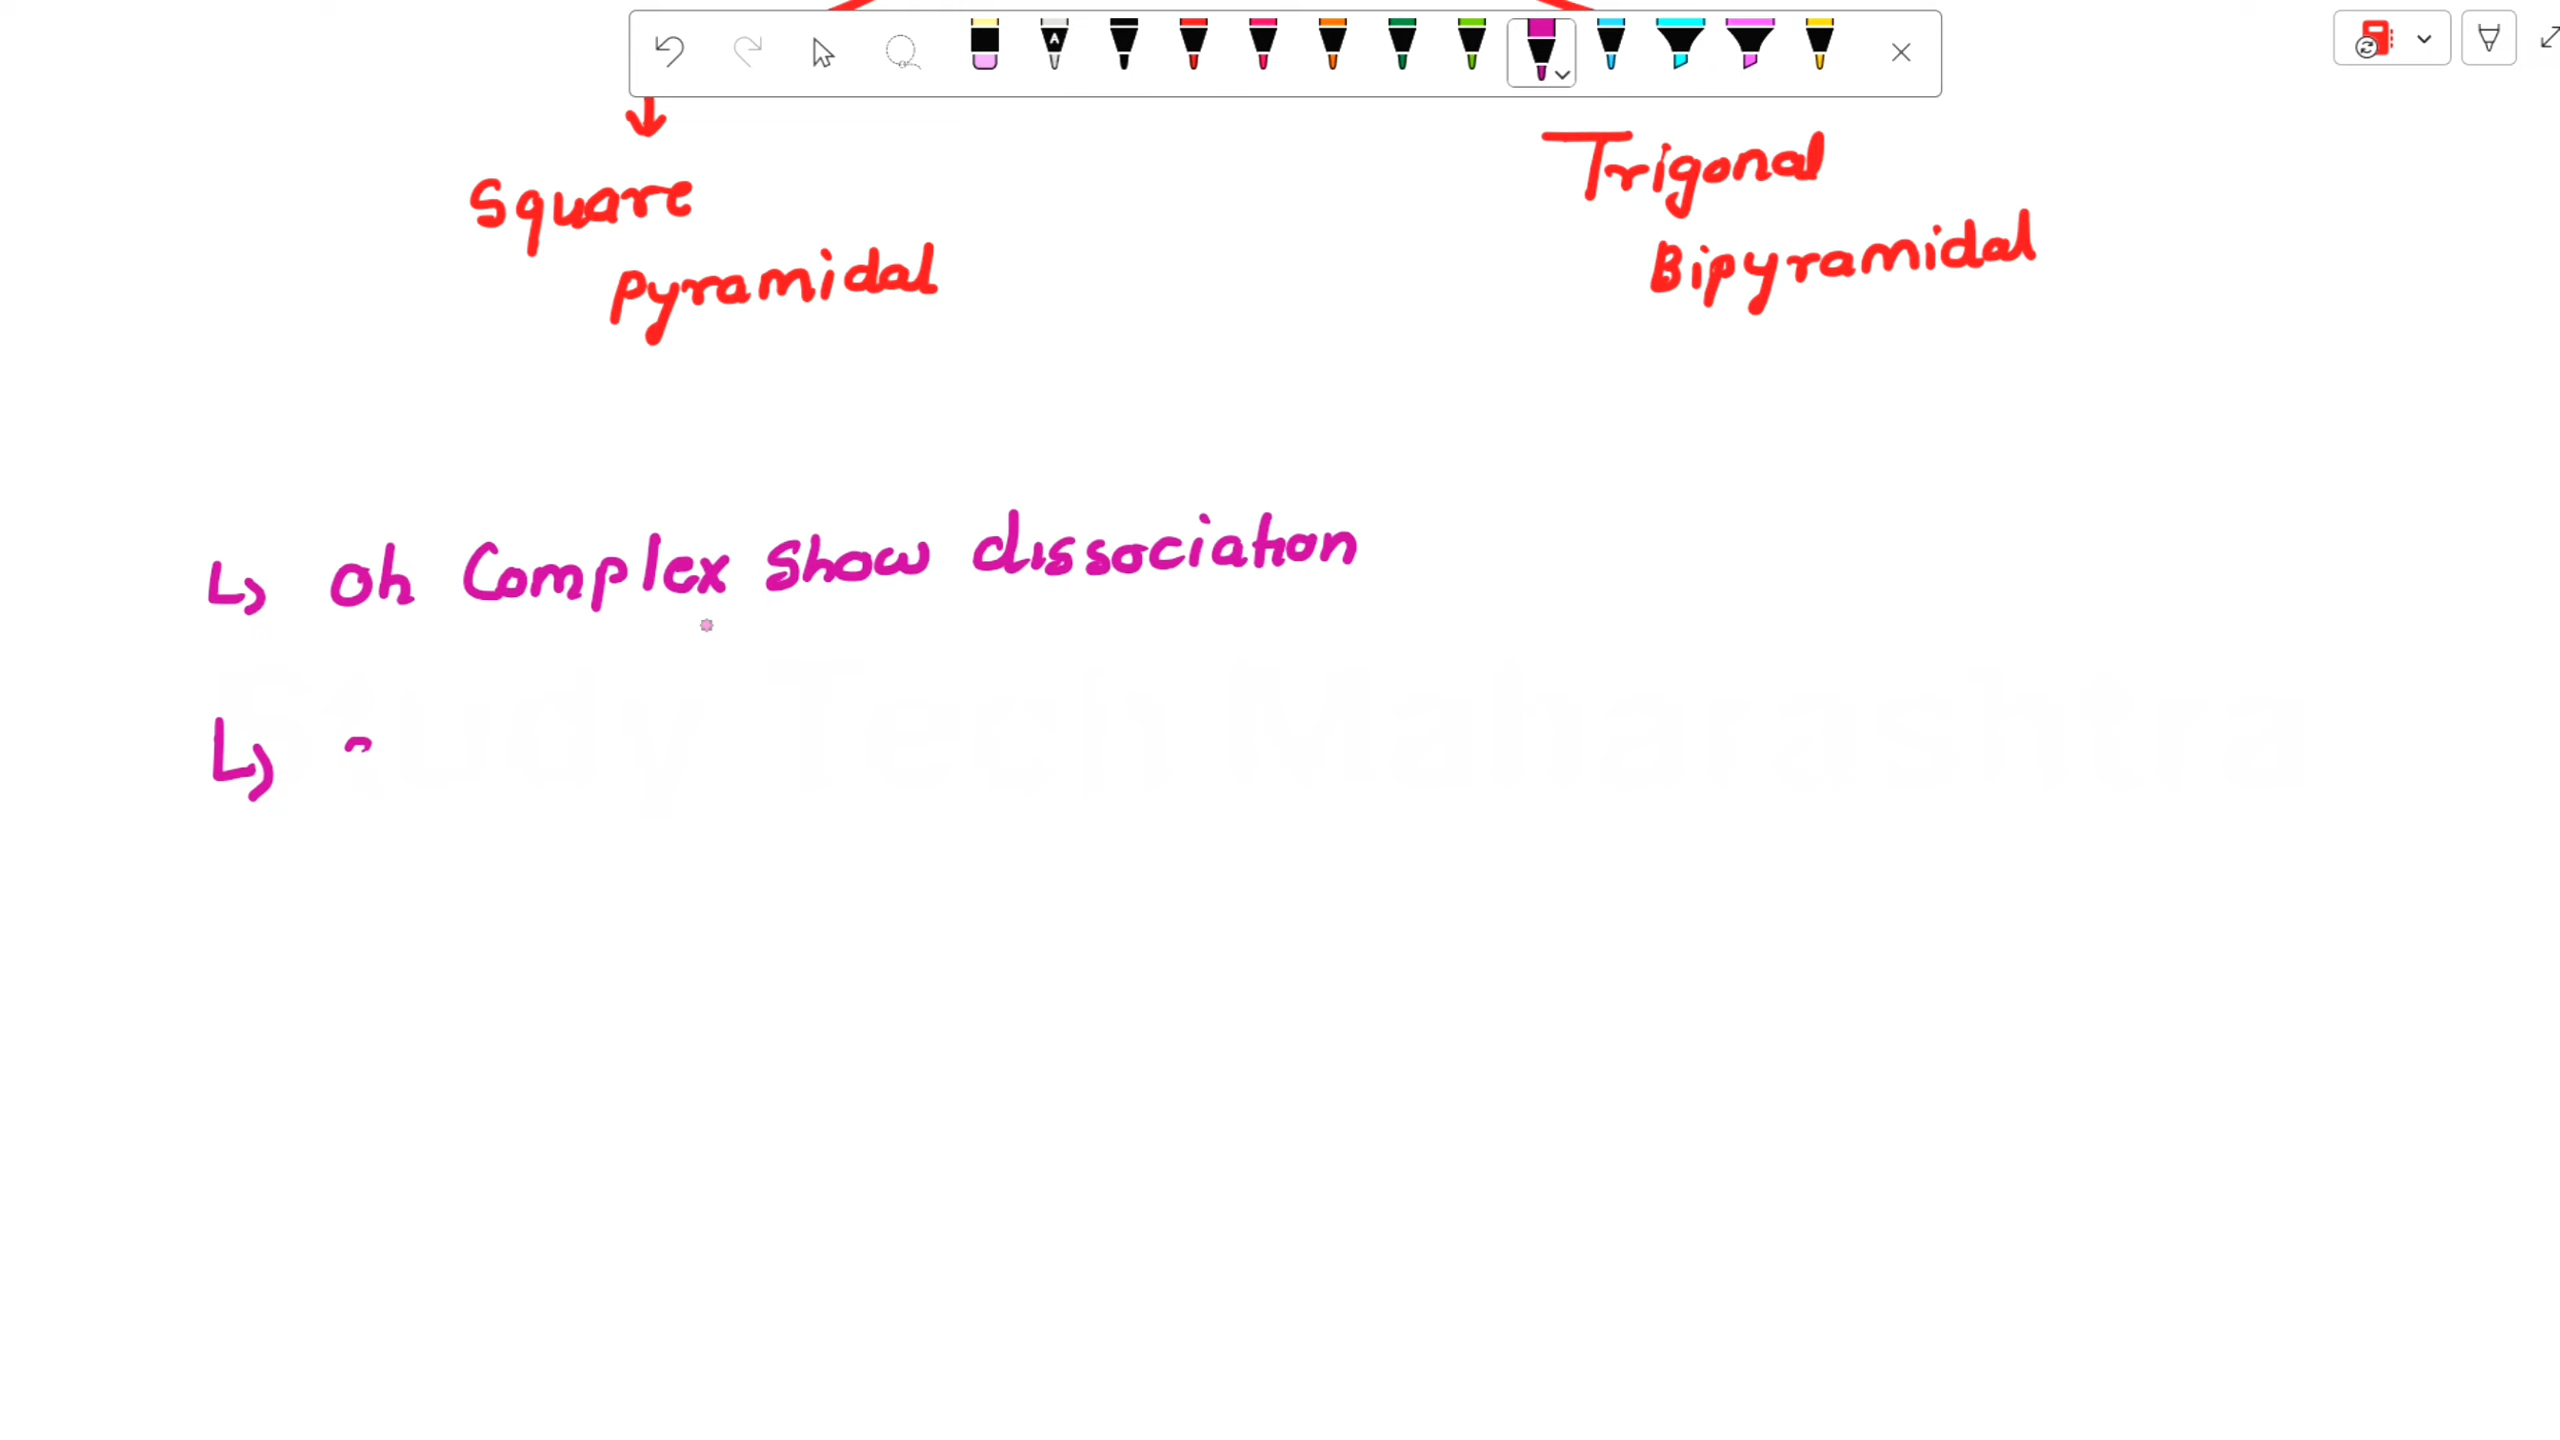 Square
Pyramidal
Trigonal
Bipyramidal
↳ Oh Complex show dissociation
↳
Study Tech Maharashtra